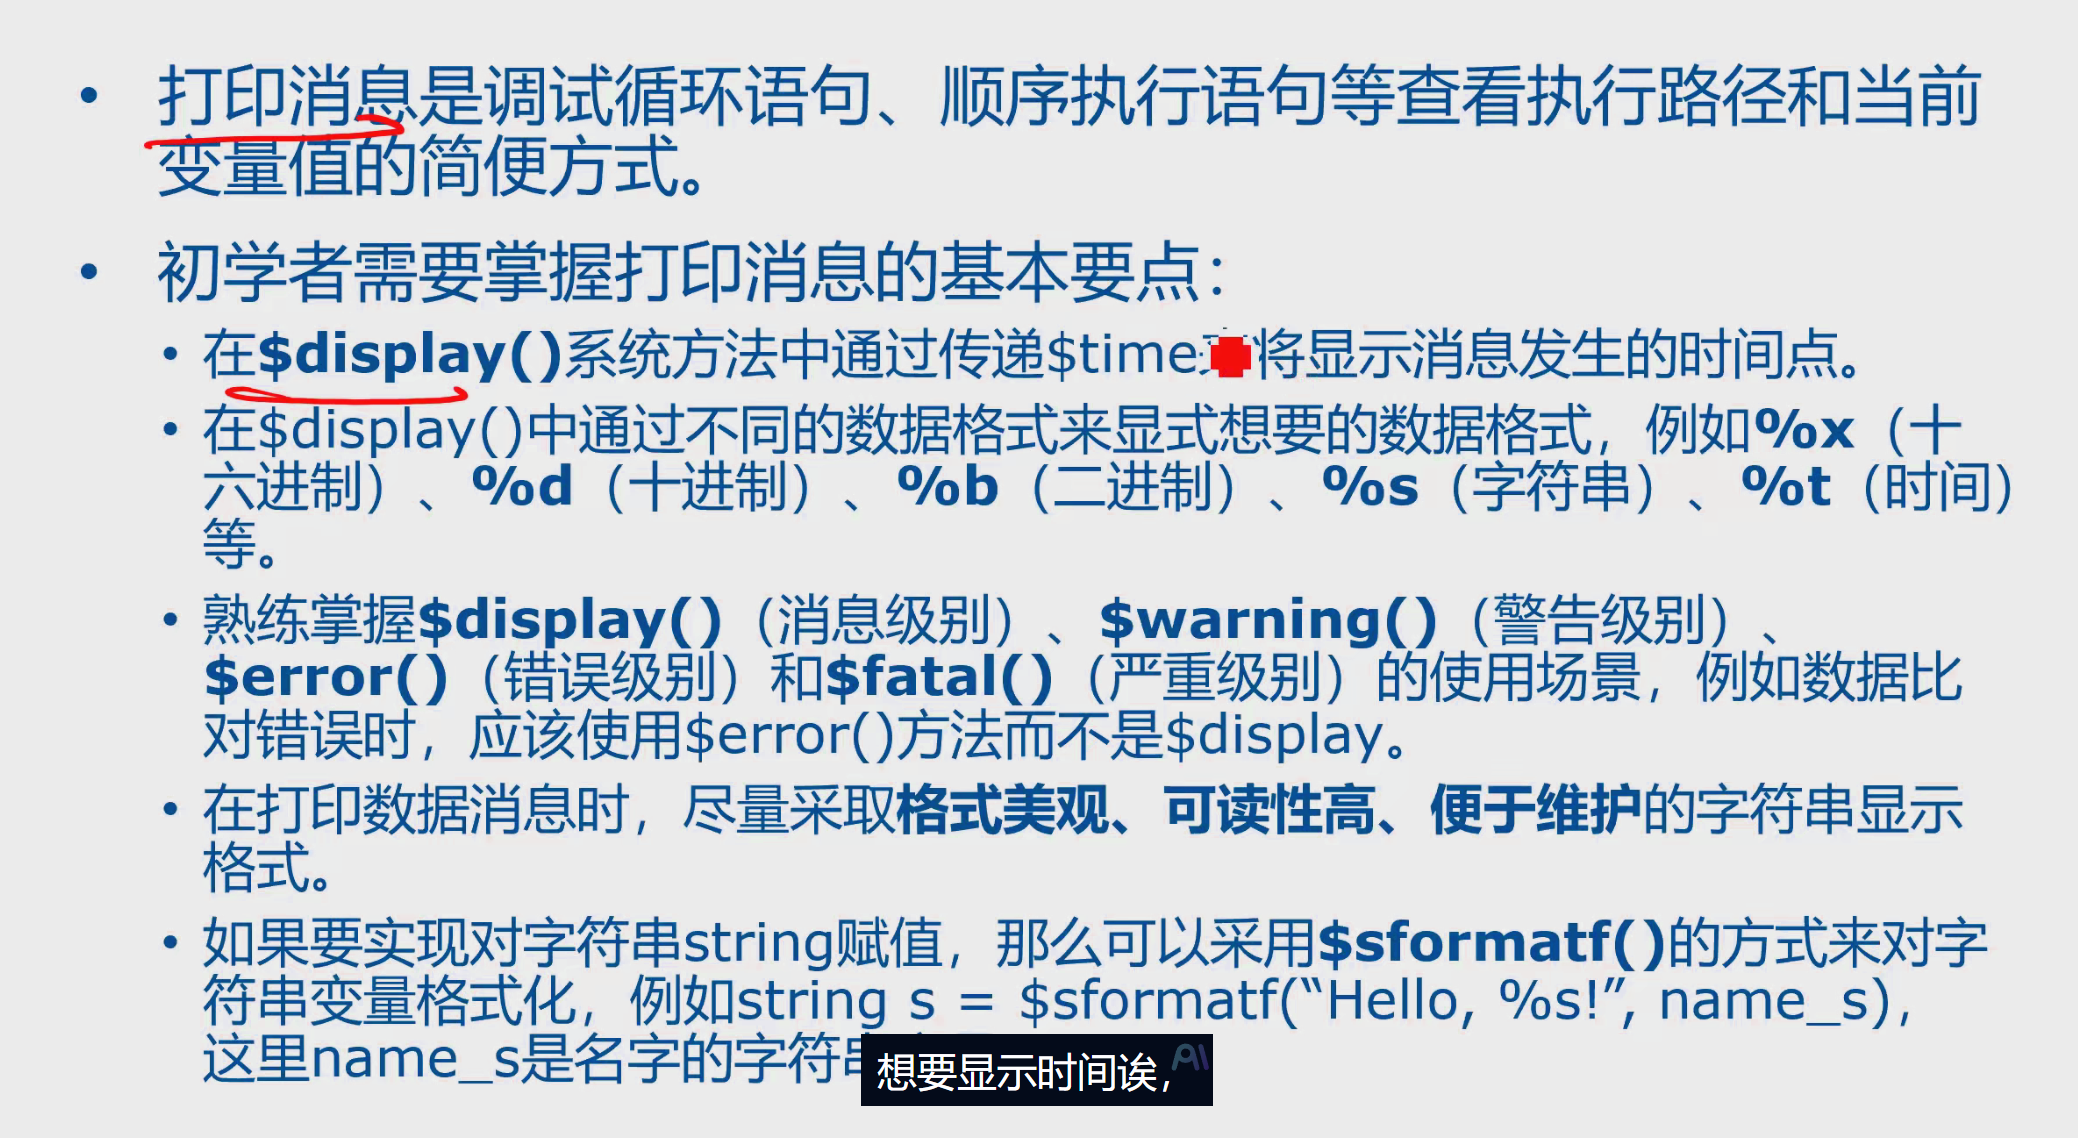 • 打印消息是调试循环语句、顺序执行语句等查看执行路径和当前
变量值的简便方式。
• 初学者需要掌握打印消息的基本要点：
• 在$display()系统方法中通过传递$time 将显示消息发生的时间点。
• 在$display()中通过不同的数据格式来显式想要的数据格式，例如%x（十
六进制）、%d（十进制）、%b（二进制）、%s（字符串）、%t（时间）
等。
• 熟练掌握$display()（消息级别）、$warning()（警告级别）、
$error()（错误级别）和$fatal()（严重级别）的使用场景，例如数据比
对错误时，应该使用$error()方法而不是$display。
• 在打印数据消息时，尽量采取格式美观、可读性高、便于维护的字符串显示
格式。
• 如果要实现对字符串string赋值，那么可以采用$sformatf()的方式来对字
符串变量格式化，例如string s = $sformatf(“Hello, %s!”, name_s)，
这里name_s是名字的字符
想要显示时间诶，
AI